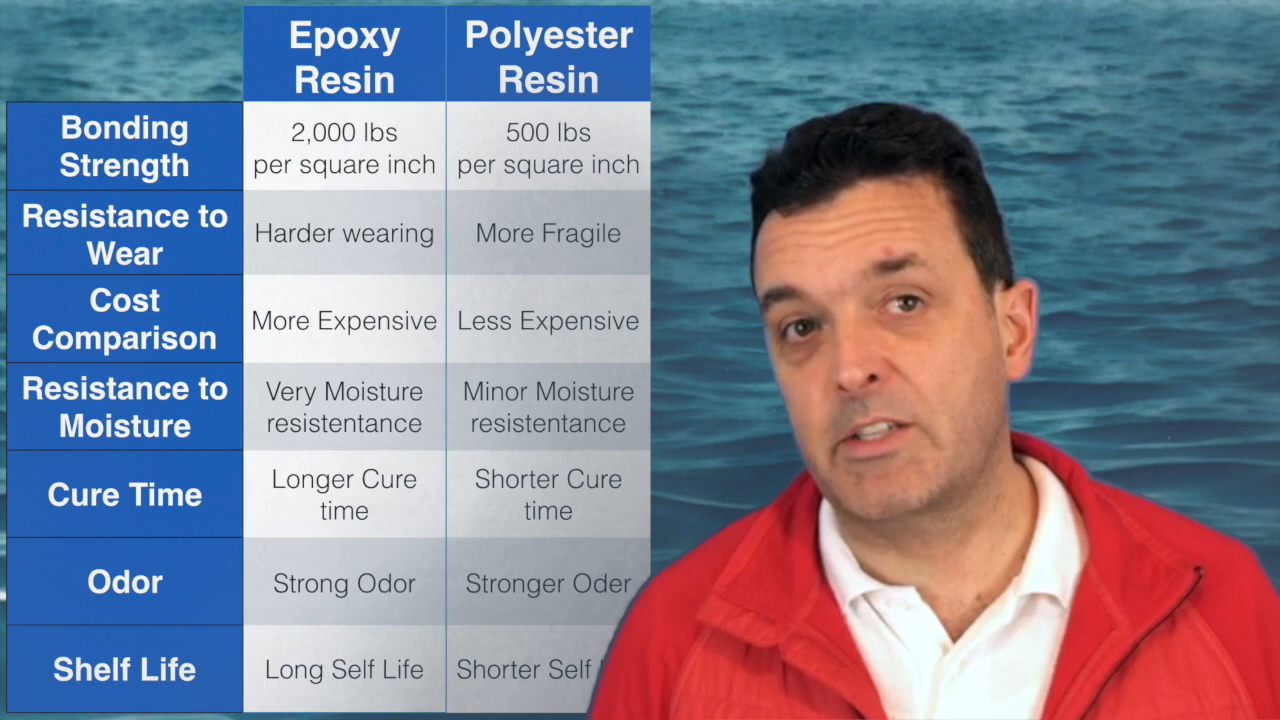 Epoxy
Resin
Polyester
Resin
Bonding
Strength
2,000 lbs
per square inch
500 lbs
per square inch
Resistance to
Wear
Harder wearing
More Fragile
Cost
Comparison
More Expensive
Less Expensive
Resistance to
Moisture
Very Moisture
resistentance
Minor Moisture
resistentance
Cure Time
Longer Cure
time
Shorter Cure
time
Odor
Strong Odor
Stronger Oder
Shelf Life
Long Self Life
Shorter Self